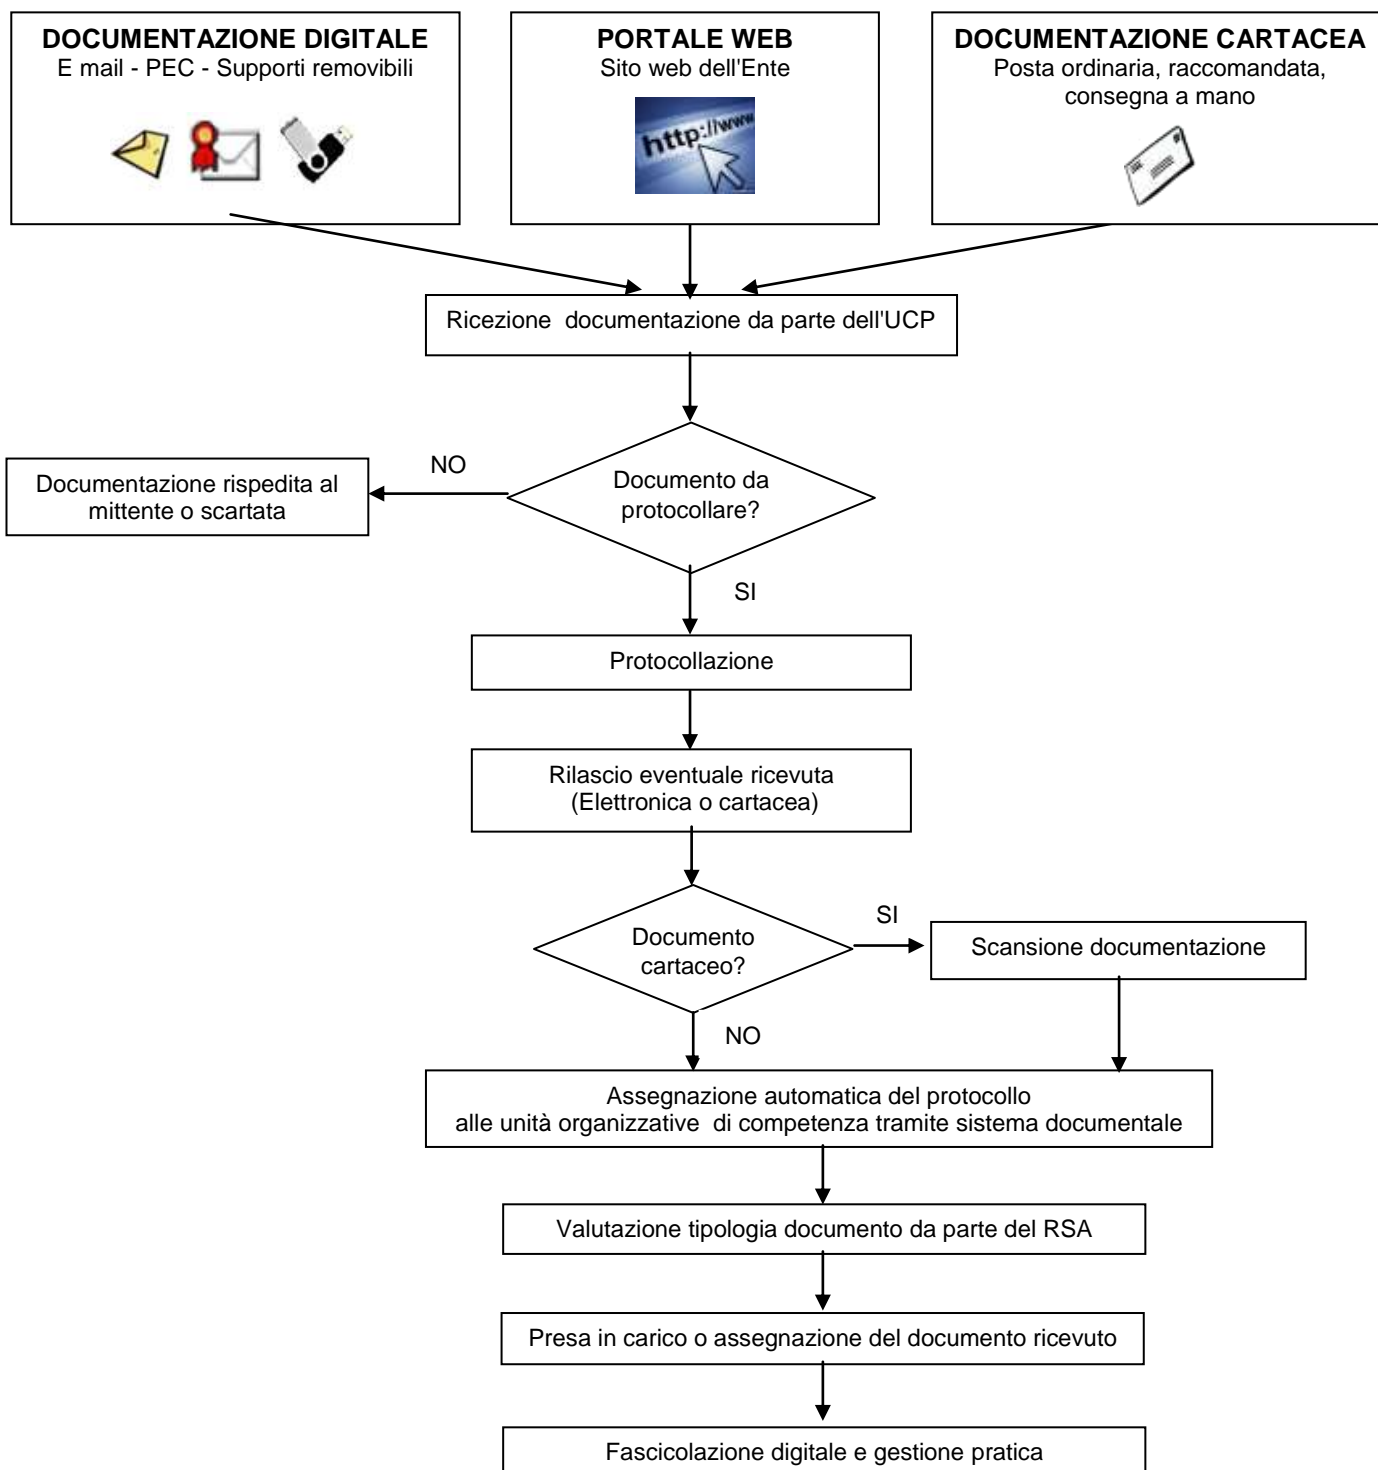 DOCUMENTAZIONE DIGITALE
E mail - PEC - Supporti removibili
PORTALE WEB
Sito web dell'Ente
http://www
DOCUMENTAZIONE CARTACEA
Posta ordinaria, raccomandata,
consegna a mano
Ricezione documentazione da parte dell'UCP
NO
Documento da
protocollare?
Documentazione rispedita al
mittente o scartata
SI
Protocollazione
Rilascio eventuale ricevuta
(Elettronica o cartacea)
Documento
cartaceo?
SI
Scansione documentazione
NO
Assegnazione automatica del protocollo
alle unità organizzative di competenza tramite sistema documentale
Valutazione tipologia documento da parte del RSA
Presa in carico o assegnazione del documento ricevuto
Fascicolazione digitale e gestione pratica